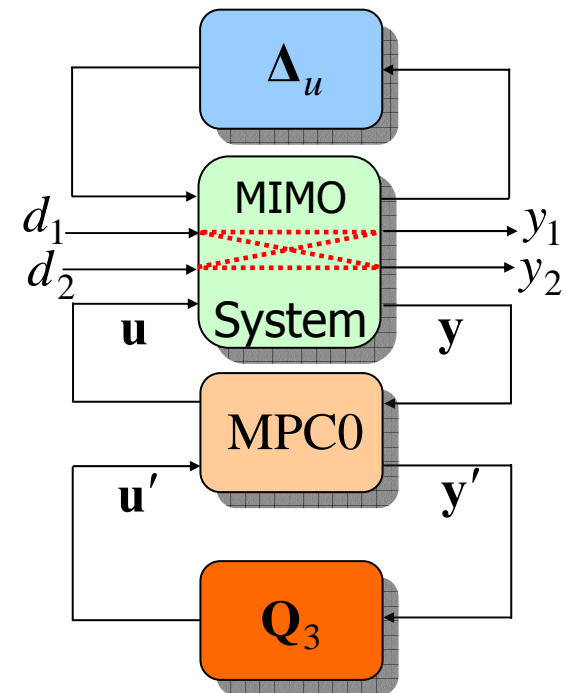 Δᵤ
MIMO
d₁ y₁
d₂ y₂
System
u y
MPC0
u′ y′
Q₃